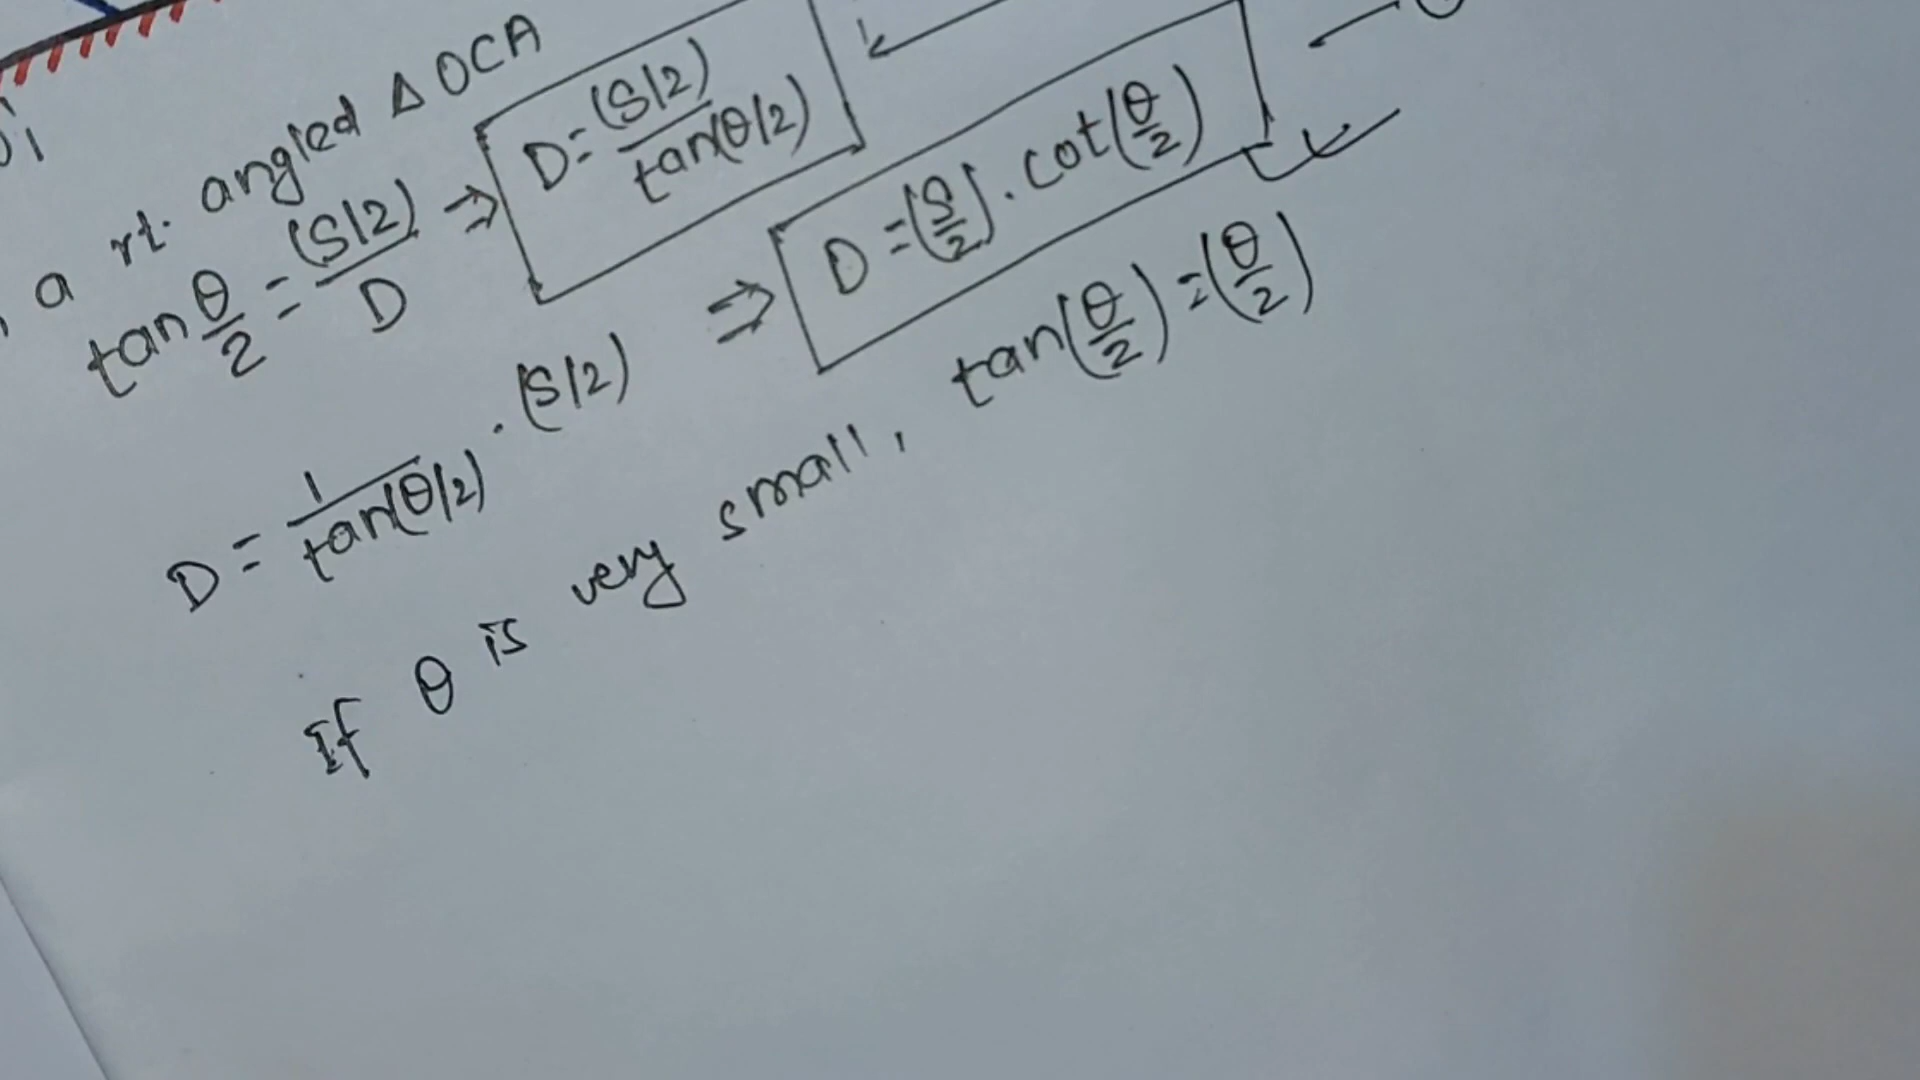 a rt. angled Δ OCA
tan θ/2 = (S/2)/D ⇒ D = (S/2)/tan(θ/2)
D = 1/tan(θ/2) . (S/2) ⇒ D = (S/2) . cot(θ/2)
If θ is very small, tan(θ/2) = (θ/2)